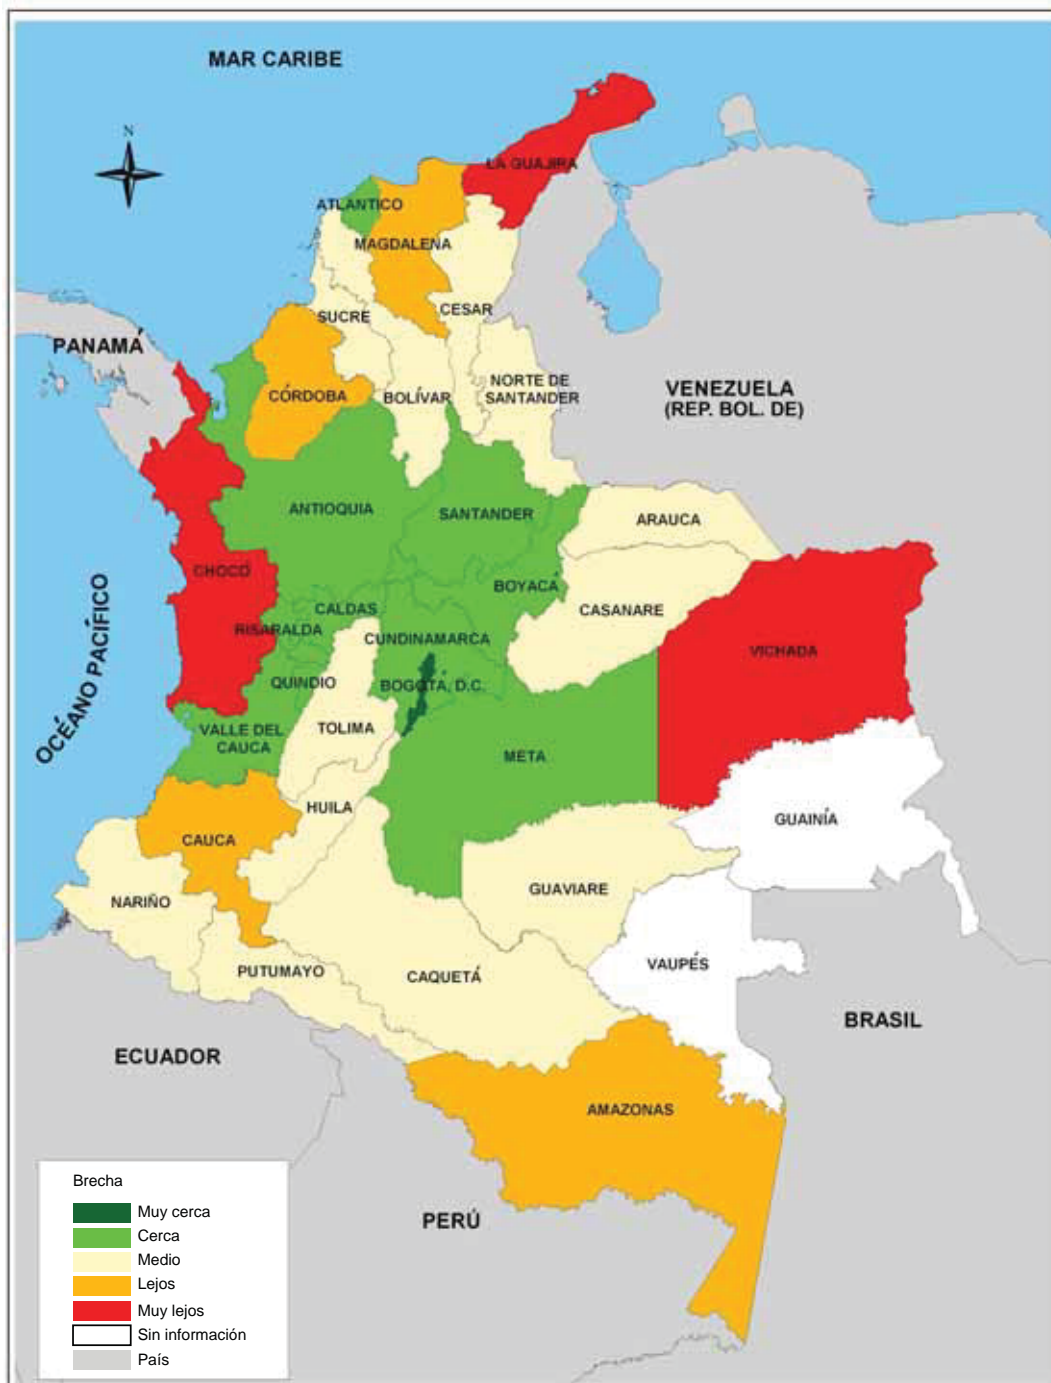 MAR CARIBE
N
LA GUAJIRA
ATLANTICO
MAGDALENA
CESAR
SUCRE
PANAMÁ
NORTE DE
SANTANDER
VENEZUELA
(REP. BOL. DE)
CÓRDOBA
BOLÍVAR
ANTIOQUIA
SANTANDER
ARAUCA
CHOCÓ
BOYACÁ
CASANARE
CALDAS
RISARALDA
CUNDINAMARCA
VICHADA
OCÉANO PACÍFICO
QUINDIO
BOGOTÁ, D.C.
VALLE DEL
CAUCA
TOLIMA
META
HUILA
GUAINÍA
CAUCA
GUAVIARE
NARIÑO
VAUPÉS
PUTUMAYO
CAQUETÁ
BRASIL
ECUADOR
AMAZONAS
PERÚ
Brecha
Muy cerca
Cerca
Medio
Lejos
Muy lejos
Sin información
País